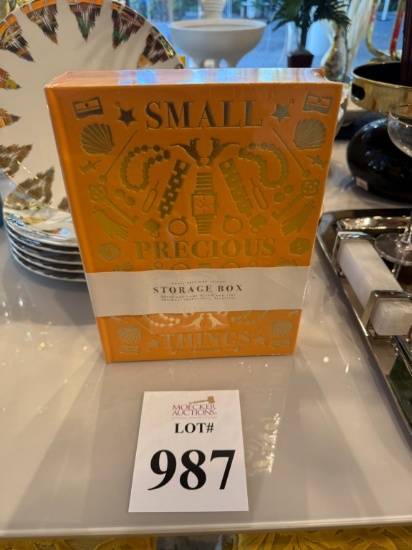 SMALL
PRECIOUS
STORAGE BOX
THINGS
MOECKER
AUCTIONS
LOT#
987